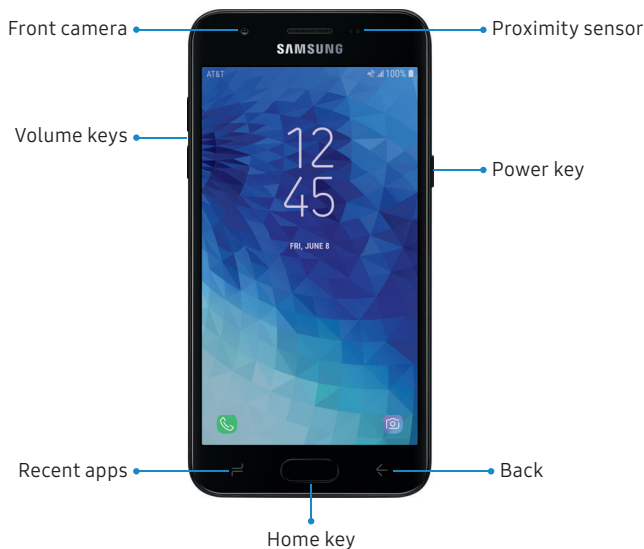 Front camera
Proximity sensor
SAMSUNG
AT&T
100%
Volume keys
12
45
Power key
FRI, JUNE 8
Recent apps
Back
Home key